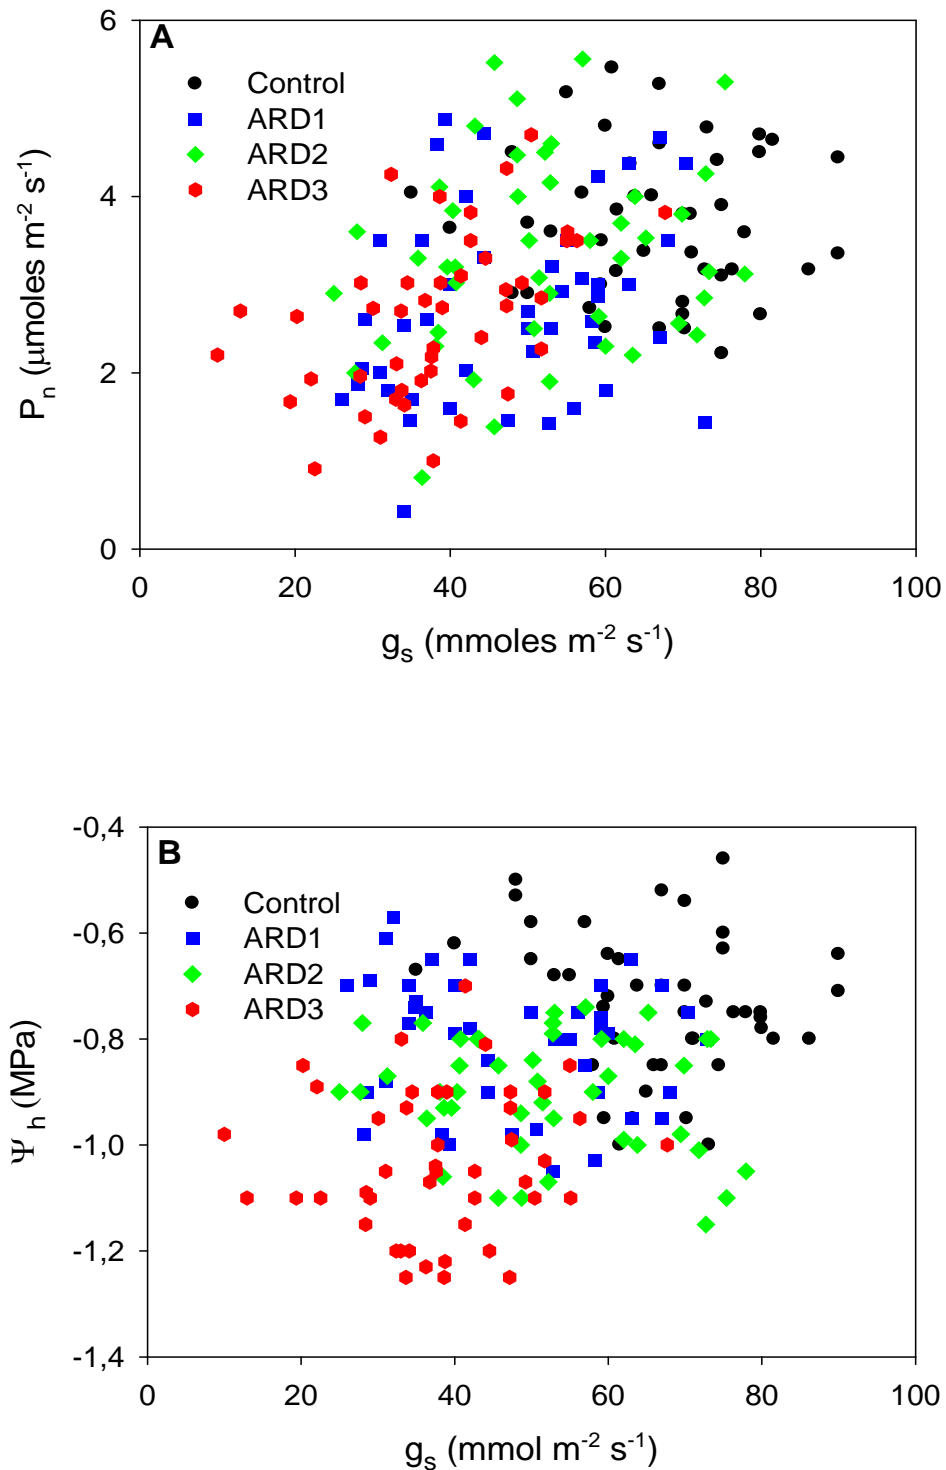 A
6
4
2
0
Control
ARD1
ARD2
ARD3
Pn (μmoles m-2 s-1)
0 20 40 60 80 100
gs (mmoles m-2 s-1)
B
-0,4
-0,6
-0,8
-1,0
-1,2
-1,4
Control
ARD1
ARD2
ARD3
Ψh (MPa)
0 20 40 60 80 100
gs (mmol m-2 s-1)